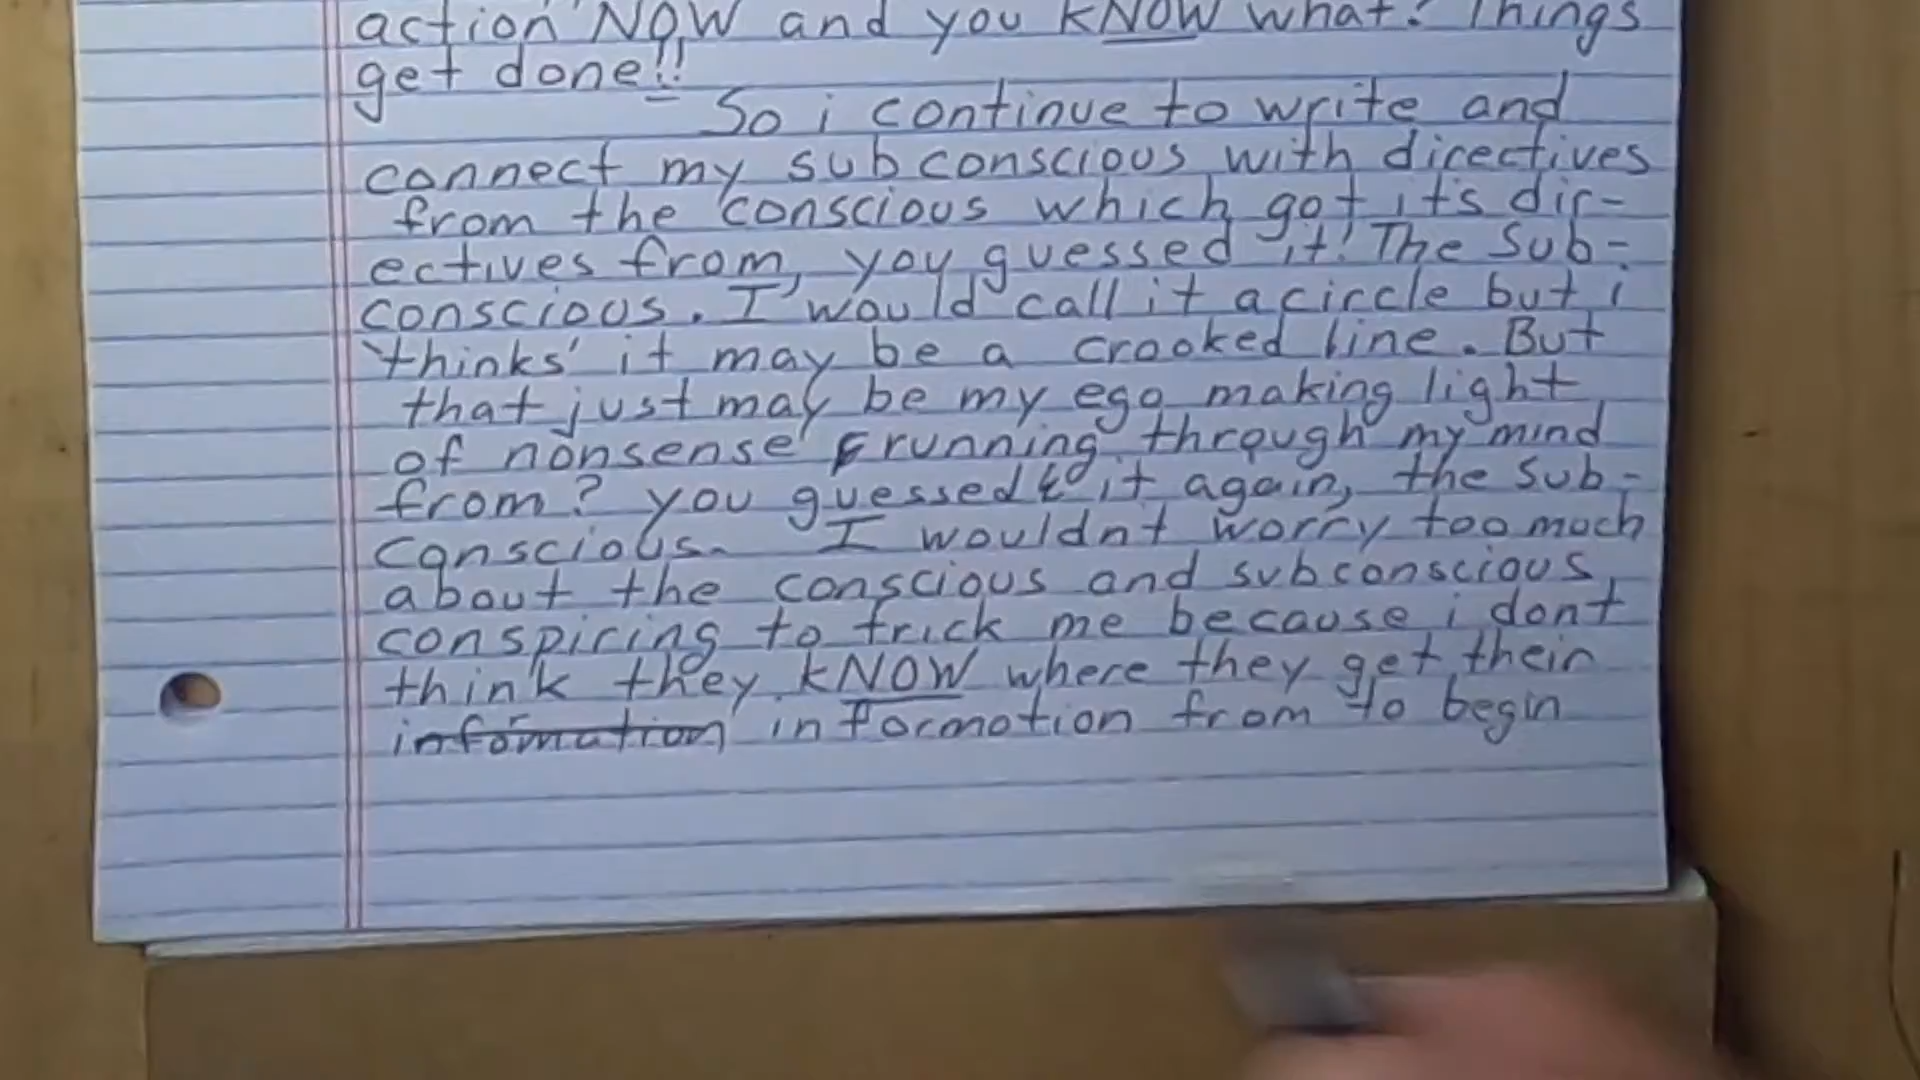 action NOW and you kNOW what? Things
get done!!
So i continue to write and
connect my subconscious with directives
from the conscious which got it's dir-
ectives from, you guessed it! The Sub-
conscious. I would call it a circle but i
'thinks' it may be a crooked line. But
that just may be my ego making light
of nonsense running through my mind
from? you guessed it again, the sub-
conscious. I wouldnt worry too much
about the conscious and subconscious
conspiring to trick me because i dont
think they kNOW where they get their
information information from to begin